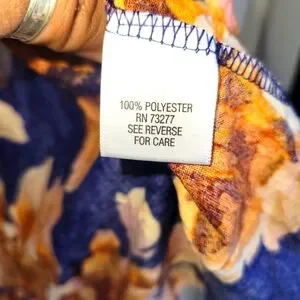 100% POLYESTER
RN 73277
SEE REVERSE
FOR CARE